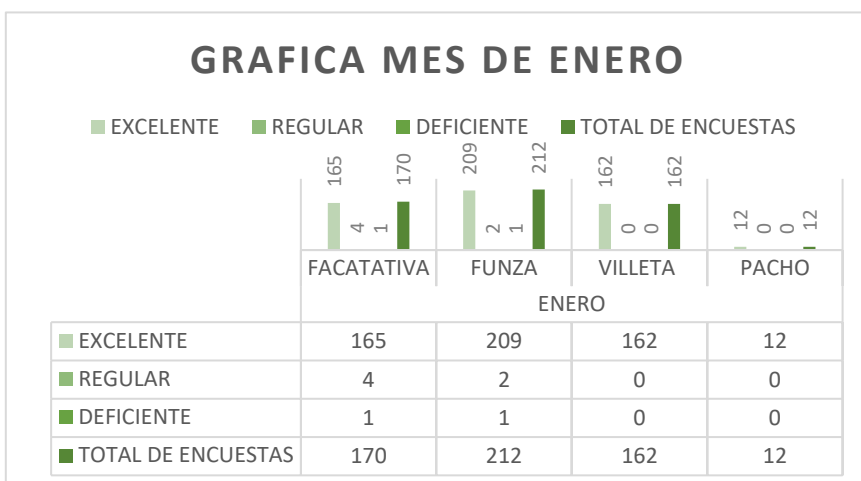 GRAFICA MES DE ENERO
EXCELENTE REGULAR DEFICIENTE TOTAL DE ENCUESTAS
165 4 1 170 209 2 1 212 162 0 0 162 12 0 0 12
FACATATIVA FUNZA VILLETA PACHO
ENERO
EXCELENTE 165 209 162 12
REGULAR 4 2 0 0
DEFICIENTE 1 1 0 0
TOTAL DE ENCUESTAS 170 212 162 12